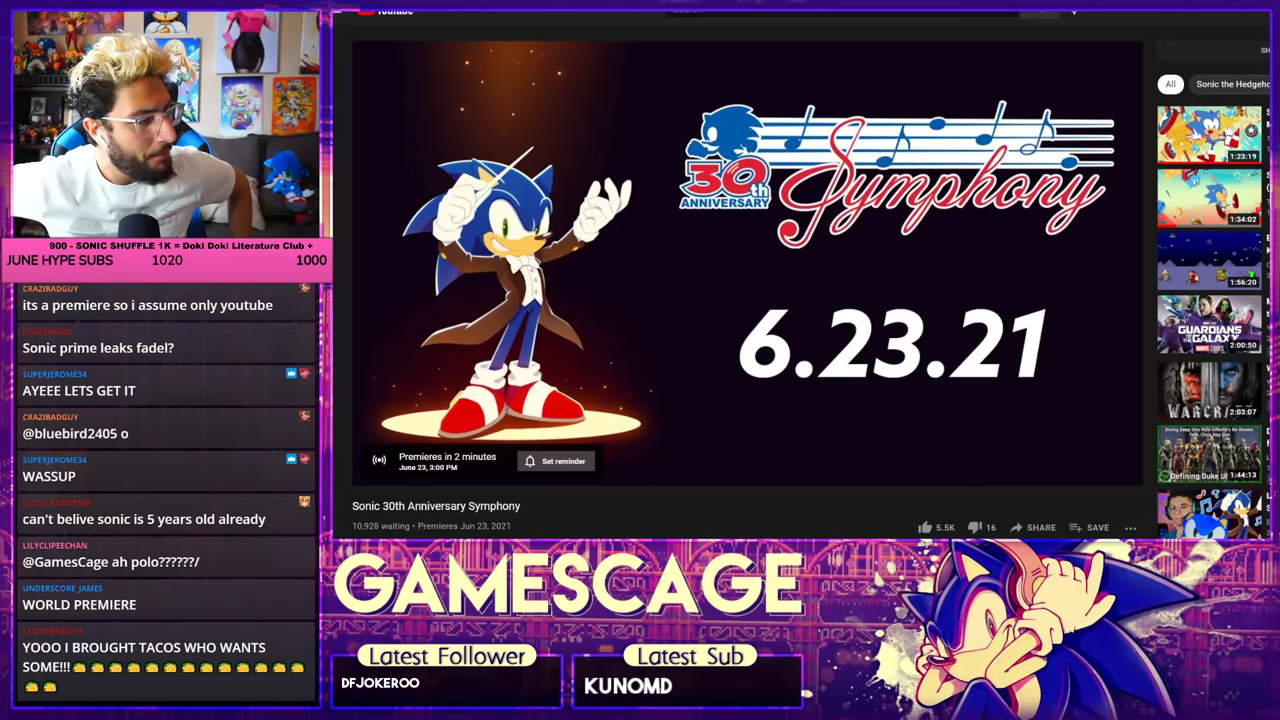 900 - SONIC SHUFFLE 1K = Doki Doki Literature Club +
JUNE HYPE SUBS 1020 1000
CRAZIBADGUY
its a premiere so i assume only youtube
Sonic prime leaks fadel?
SUPERJEROME34
AYEEE LETS GET IT
CRAZIBADGUY
@bluebird2405 o
SUPERJEROME34
WASSUP
can't belive sonic is 5 years old already
LILYCLIPEECHAN
@GamesCage ah polo??????/
UNDERSCORE_JAMES
WORLD PREMIERE
YOOO I BROUGHT TACOS WHO WANTS
SOME!!!
30th
ANNIVERSARY
Symphony
6.23.21
Premieres in 2 minutes
June 23, 3:00 PM
Set reminder
Sonic 30th Anniversary Symphony
10,928 waiting • Premieres Jun 23, 2021
5.5K
16
SHARE
SAVE
All
Sonic the Hedgeho
1:23:19
1:34:02
1:56:20
GUARDIANS
OF THE GALAXY
2:00:50
2:03:07
Defining Duke
1:44:13
GAMESCAGE
Latest Follower
DFJOKEROO
Latest Sub
KUNOMD